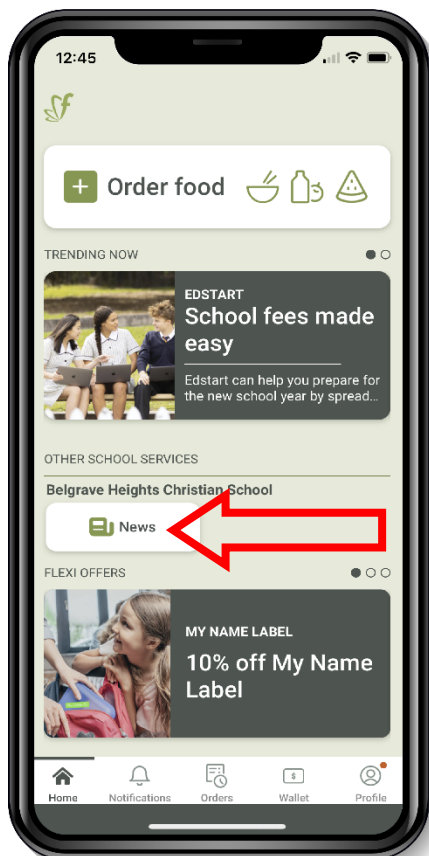 12:45
Order food
TRENDING NOW
EDSTART
School fees made
easy
Edstart can help you prepare for
the new school year by spread...
OTHER SCHOOL SERVICES
Belgrave Heights Christian School
News
FLEXI OFFERS
MY NAME LABEL
10% off My Name
Label
Home Notifications Orders Wallet Profile